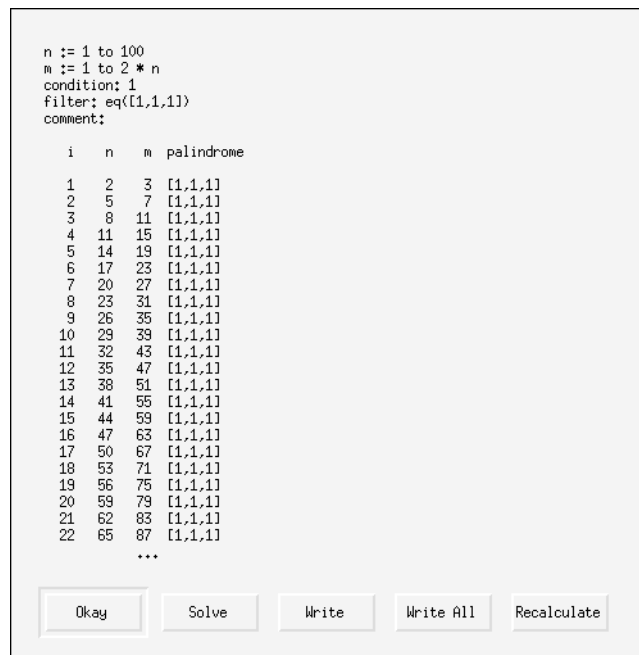 n := 1 to 100
m := 1 to 2 * n
condition: 1
filter: eq([1,1,1])
comment:
i n m palindrome
1 2 3 [1,1,1]
2 5 7 [1,1,1]
3 8 11 [1,1,1]
4 11 15 [1,1,1]
5 14 19 [1,1,1]
6 17 23 [1,1,1]
7 20 27 [1,1,1]
8 23 31 [1,1,1]
9 26 35 [1,1,1]
10 29 39 [1,1,1]
11 32 43 [1,1,1]
12 35 47 [1,1,1]
13 38 51 [1,1,1]
14 41 55 [1,1,1]
15 44 59 [1,1,1]
16 47 63 [1,1,1]
17 50 67 [1,1,1]
18 53 71 [1,1,1]
19 56 75 [1,1,1]
20 59 79 [1,1,1]
21 62 83 [1,1,1]
22 65 87 [1,1,1]
...
Okay Solve Write Write All Recalculate